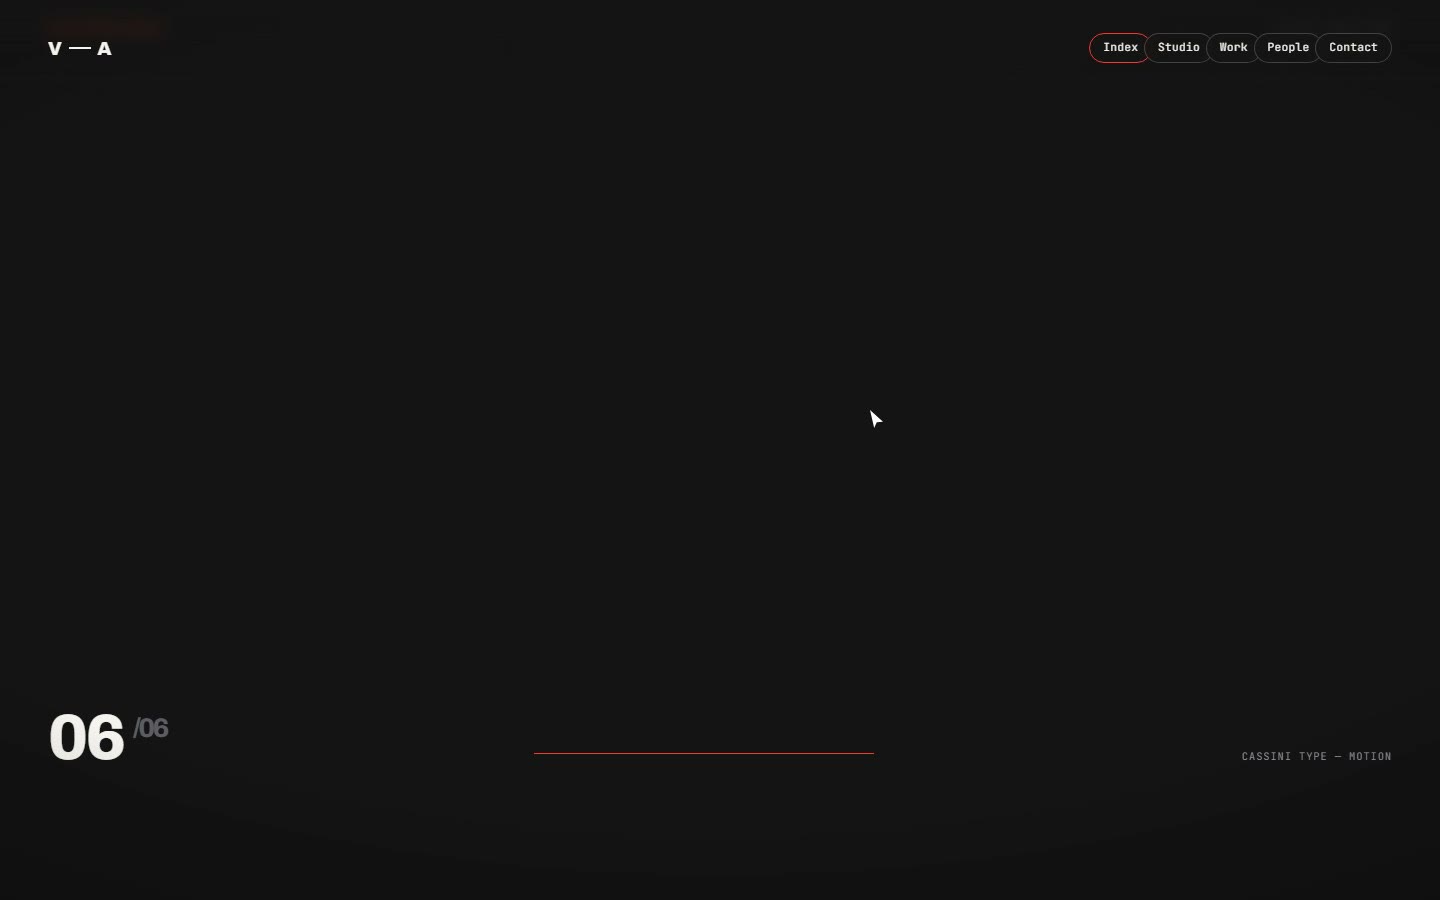 V — A
Index Studio Work People Contact
06 /06
CASSINI TYPE — MOTION